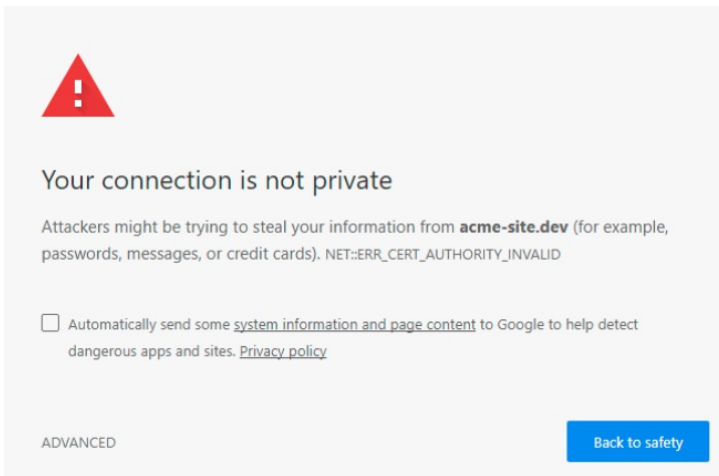 Your connection is not private
Attackers might be trying to steal your information from acme-site.dev (for example,
passwords, messages, or credit cards). NET::ERR_CERT_AUTHORITY_INVALID
Automatically send some system information and page content to Google to help detect
dangerous apps and sites. Privacy policy
ADVANCED
Back to safety